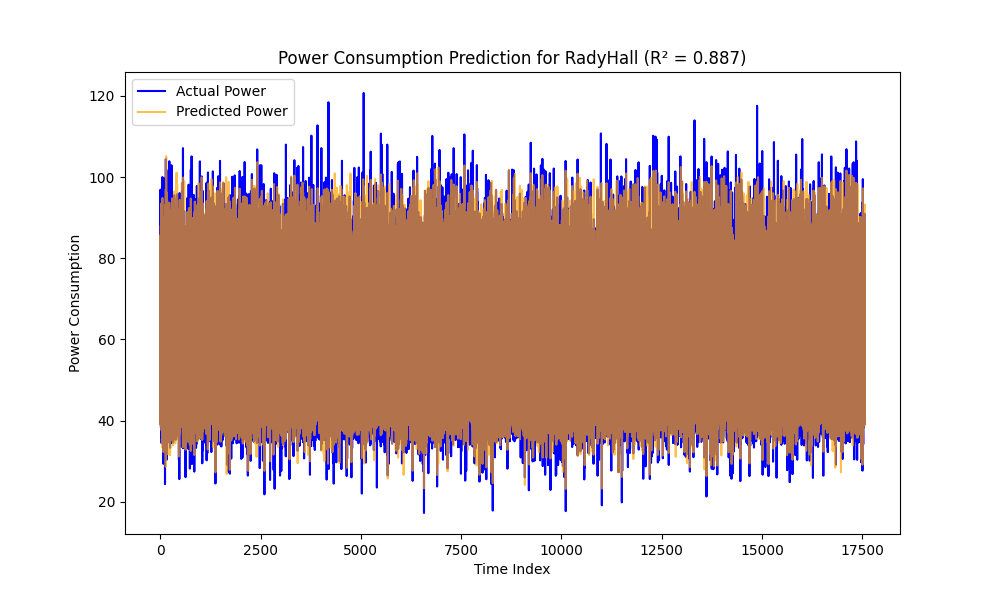 Power Consumption Prediction for RadyHall (R² = 0.887)
Actual Power
Predicted Power
120
100
80
60
40
20
Power Consumption
0 2500 5000 7500 10000 12500 15000 17500
Time Index